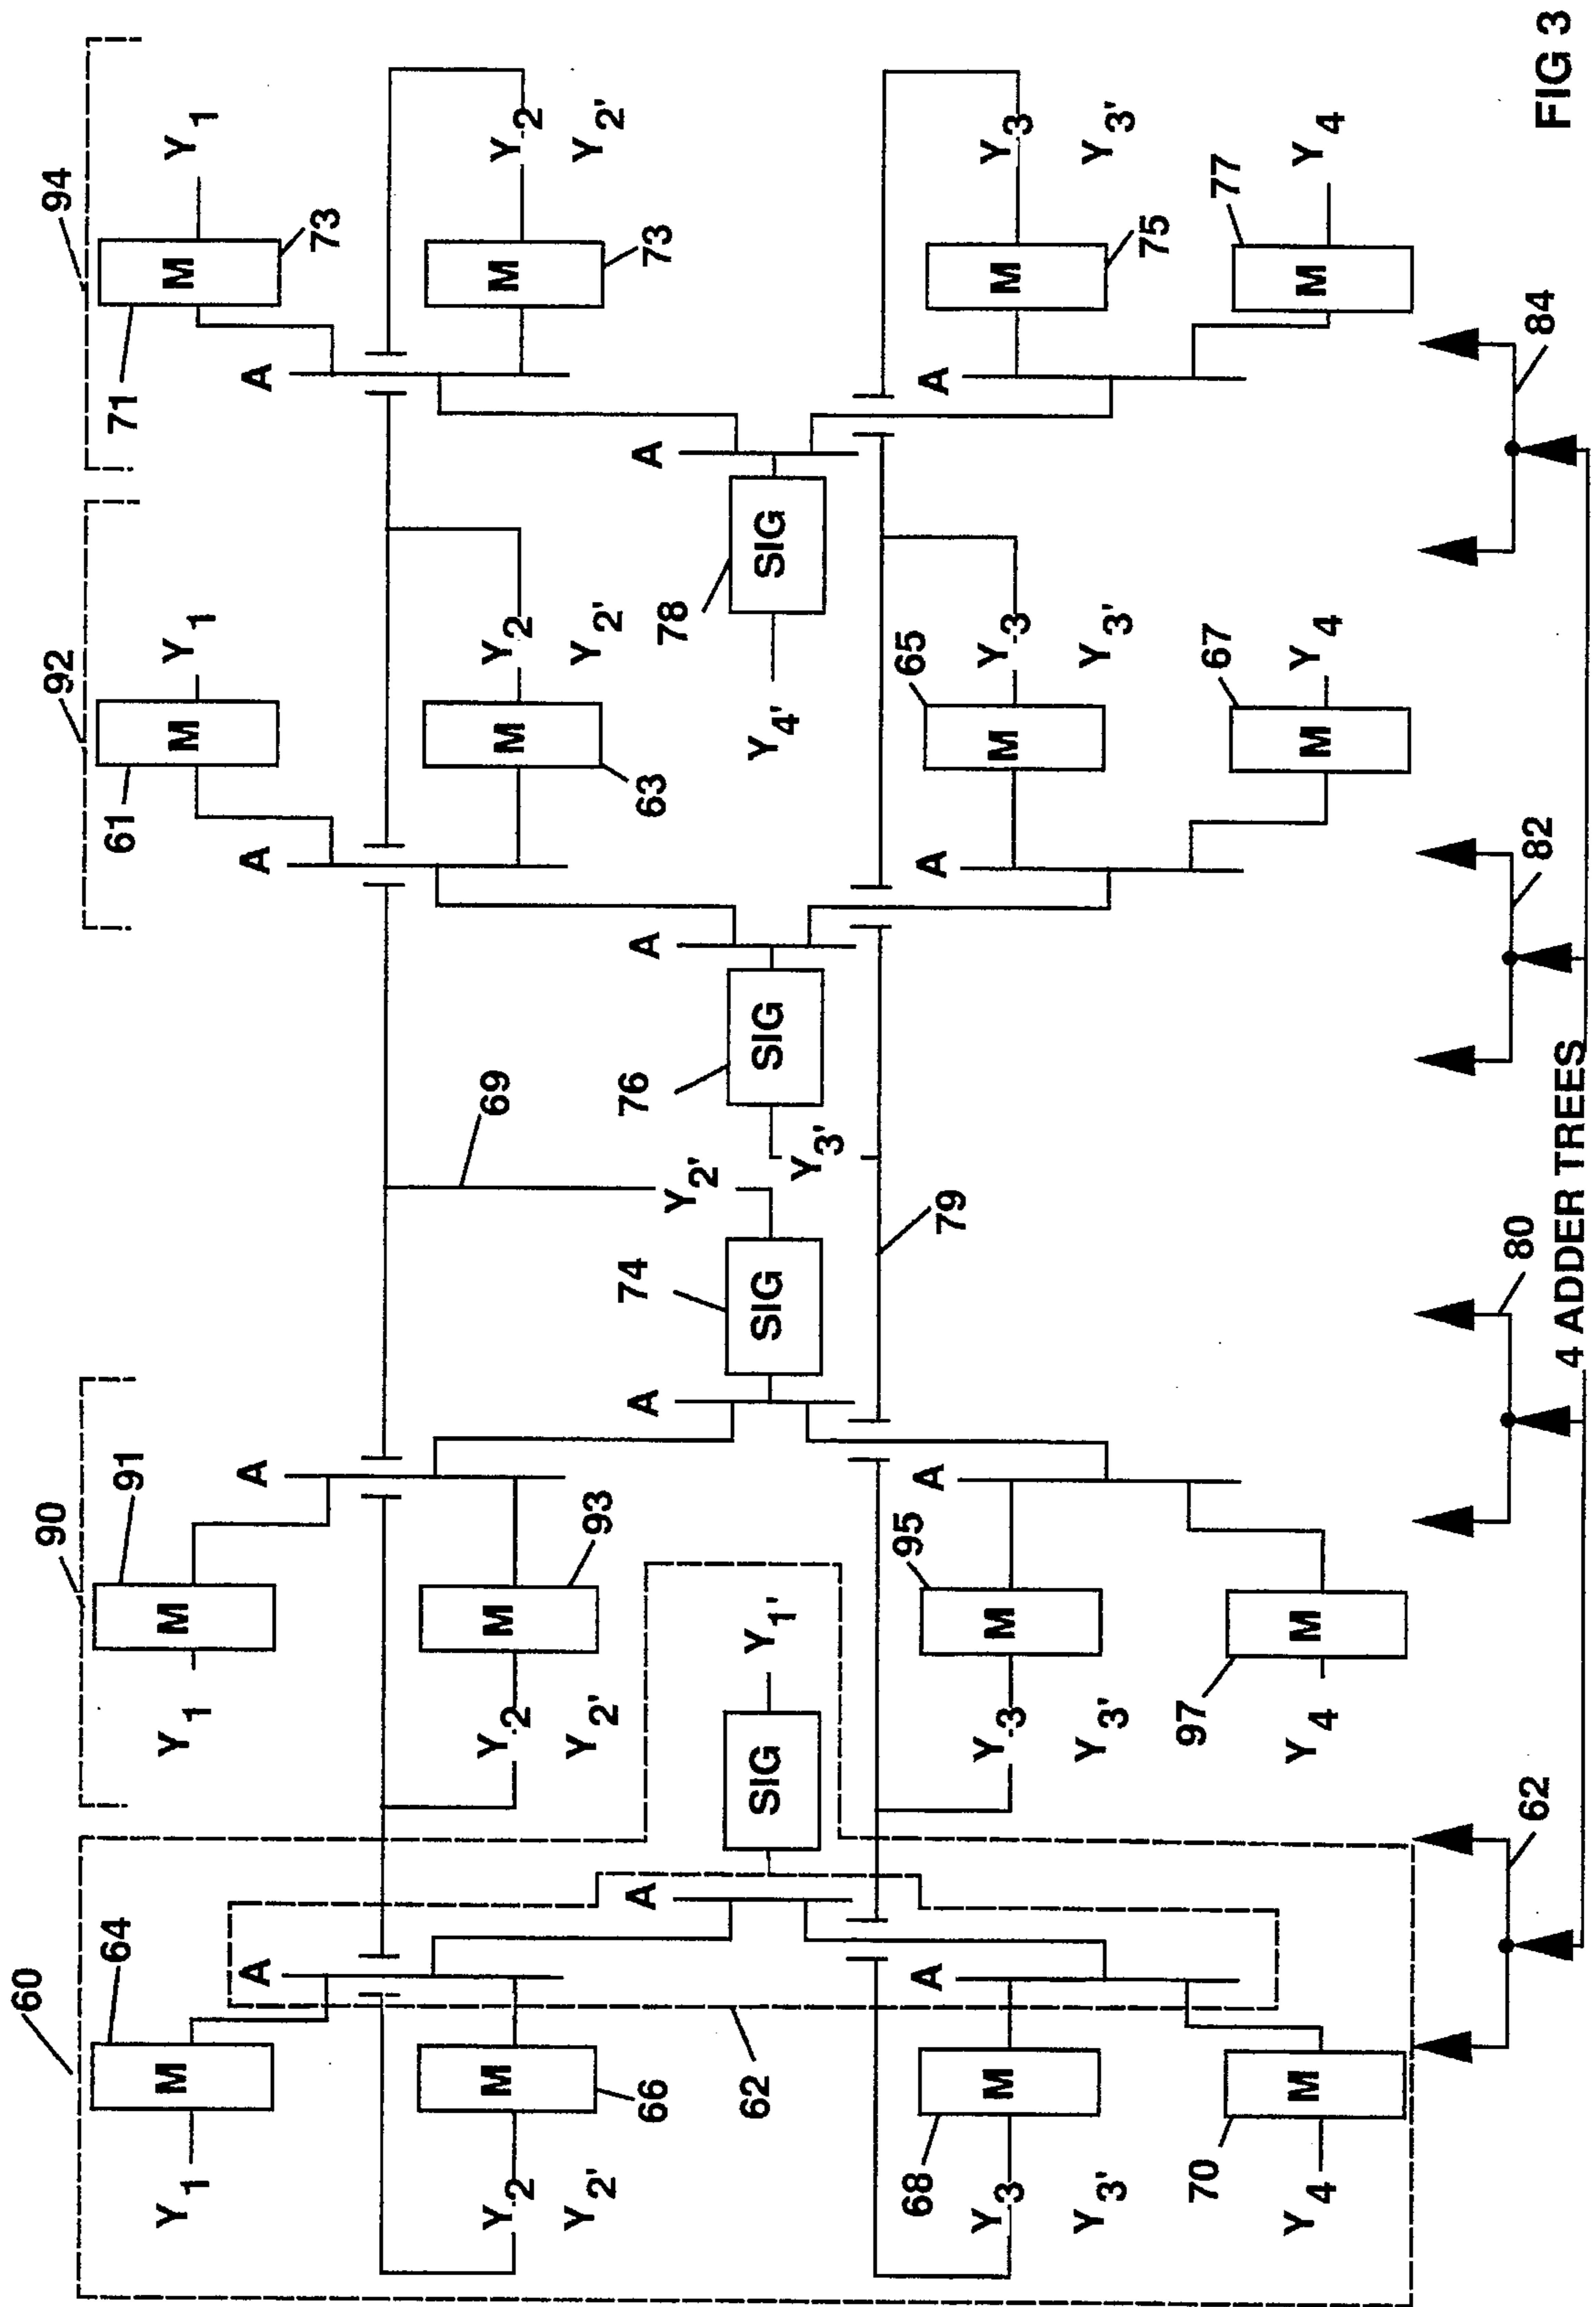 60 90 92 94
64 91 61 71
Y1 M Y1 M M Y1 M Y1
A A A 73 A
Y2 M Y2 M M Y2 M Y2
Y2' Y2' 93 Y2' Y2'
69
66 63 73
A A 74 76 A 78 A
Y2'
62 SIG Y1' SIG SIG Y4' SIG
Y3'
68 A 95 A 79 A 65 A
Y3 M Y3 M M Y3 M Y3
Y3' Y3' Y3' Y3'
75
70 97 67 77
Y4 M Y4 M M Y4 M Y4
62 80 82 84
4 ADDER TREES
FIG 3